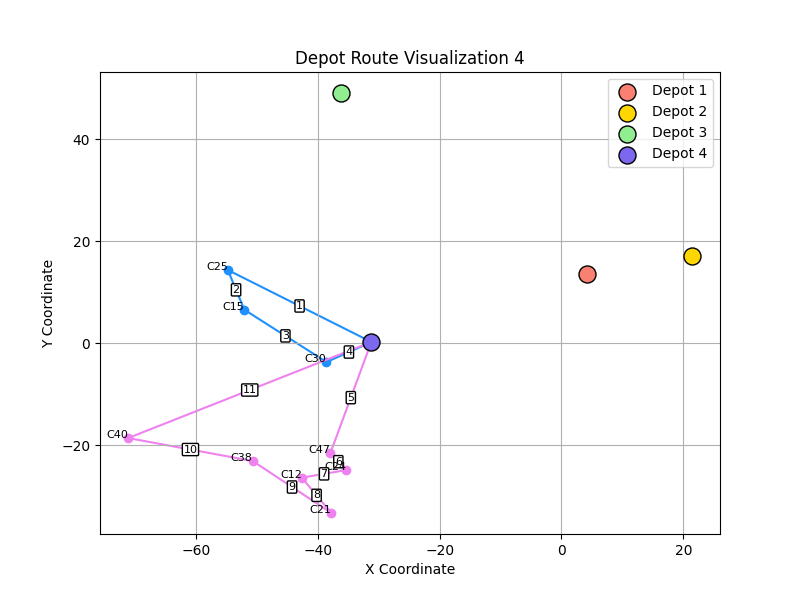 Depot Route Visualization 4
Depot 1
Depot 2
Depot 3
Depot 4
40
20
0
−20
−60
−40
−20
0
20
X Coordinate
Y Coordinate
C25
C15
C30
C40
C38
C47
C12
C21
1
2
3
4
5
6
7
8
9
10
11